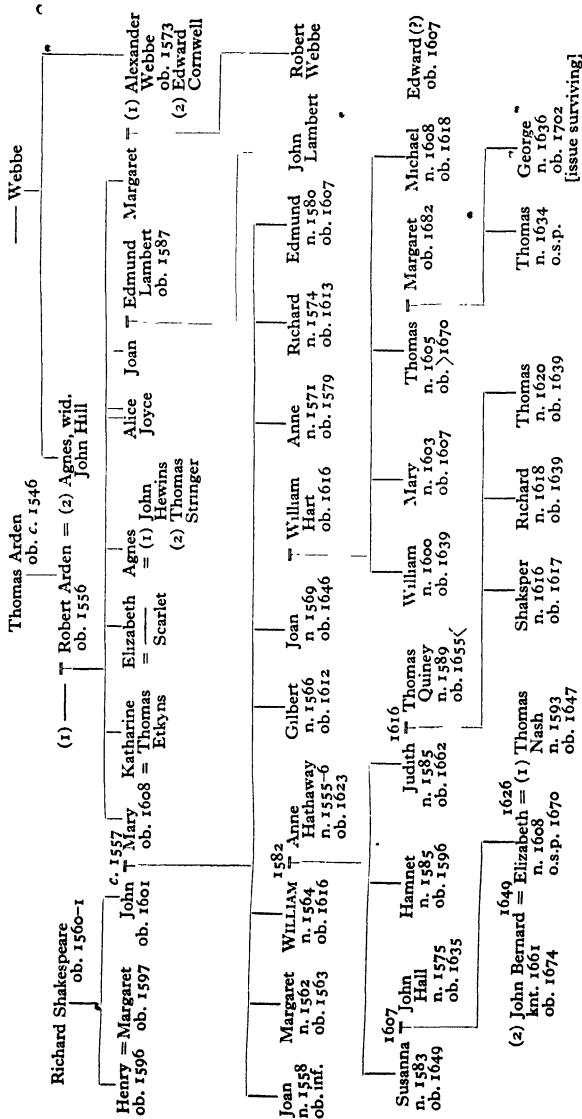 Thomas Arden
ob. c. 1546
—— Webbe
Richard Shakespeare
ob. 1560-1
(1) —— = Robert Arden = (2) Agnes, wid.
ob. 1556
John Hill
Henry = Margaret
ob. 1596 ob. 1597
c. 1557
John = Mary
ob. 1601 ob. 1608
Katharine
= Thomas
Etkyns
Elizabeth
= ——
Scarlet
Agnes
= (1) John
Hewins
(2) Thomas
Stringer
Alice
Joyce
Joan = Edmund
Lambert
ob. 1587
Margaret = (1) Alexander
Webbe
ob. 1573
(2) Edward
Cornwell
Joan
n. 1558
ob. inf.
Margaret
n. 1562
ob. 1563
1582
WILLIAM = Anne
n. 1564 Hathaway
ob. 1616 n. 1555-6
ob. 1623
Gilbert
n. 1566
ob. 1612
Joan = William
n. 1569 Hart
ob. 1646 ob. 1616
Anne
n. 1571
ob. 1579
Richard
n. 1574
ob. 1613
Edmund
n. 1580
ob. 1607
John
Lambert
Robert
Webbe
1607
Susanna = John
n. 1583 Hall
ob. 1649 n. 1575
ob. 1635
Hamnet
n. 1585
ob. 1596
1616
Judith = Thomas
n. 1585 Quiney
ob. 1662 n. 1589
ob. 1655<
William
n. 1600
ob. 1639
Mary
n. 1603
ob. 1607
Thomas = Margaret
n. 1605 ob. 1682
ob. >1670
Michael
n. 1608
ob. 1618
Edward (?)
ob. 1607
1649 1626
(2) John Bernard = Elizabeth = (1) Thomas
knt. 1661 n. 1608 Nash
ob. 1674 o.s.p. 1670 n. 1593
ob. 1647
Shaksper
n. 1616
ob. 1617
Richard
n. 1618
ob. 1639
Thomas
n. 1620
ob. 1639
Thomas
n. 1634
o.s.p.
George
n. 1636
ob. 1702
[issue surviving]